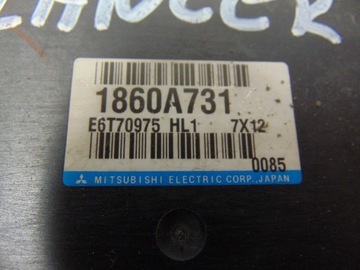 LANCER
1860A731
E6T70975 HL1 7X12
0085
MITSUBISHI ELECTRIC CORP., JAPAN